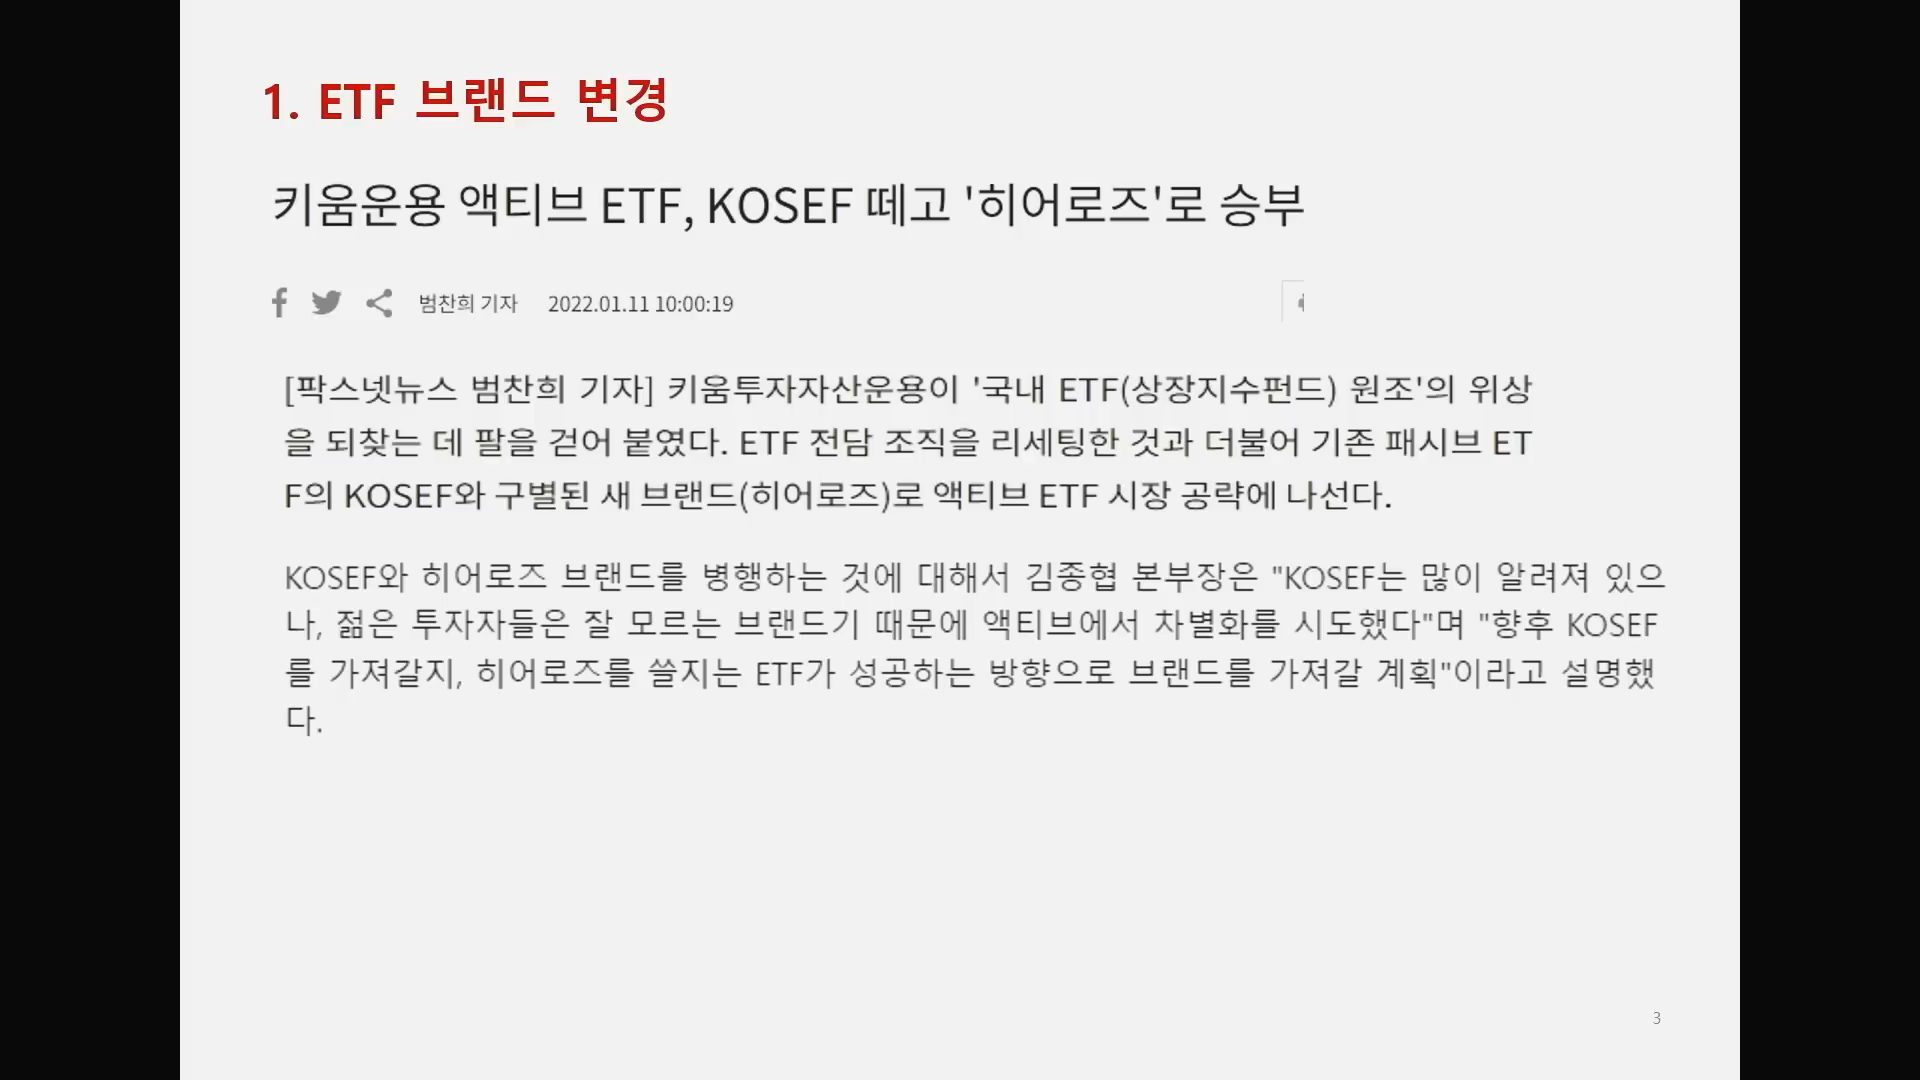 1. ETF 브랜드 변경
키움운용 액티브 ETF, KOSEF 떼고 '히어로즈'로 승부
범찬희 기자 2022.01.11 10:00:19
[팍스넷뉴스 범찬희 기자] 키움투자자산운용이 '국내 ETF(상장지수펀드) 원조'의 위상
을 되찾는 데 팔을 걷어 붙였다. ETF 전담 조직을 리세팅한 것과 더불어 기존 패시브 ET
F의 KOSEF와 구별된 새 브랜드(히어로즈)로 액티브 ETF 시장 공략에 나선다.
KOSEF와 히어로즈 브랜드를 병행하는 것에 대해서 김종협 본부장은 "KOSEF는 많이 알려져 있으
나, 젊은 투자자들은 잘 모르는 브랜드기 때문에 액티브에서 차별화를 시도했다"며 "향후 KOSEF
를 가져갈지, 히어로즈를 쓸지는 ETF가 성공하는 방향으로 브랜드를 가져갈 계획"이라고 설명했
다.
3